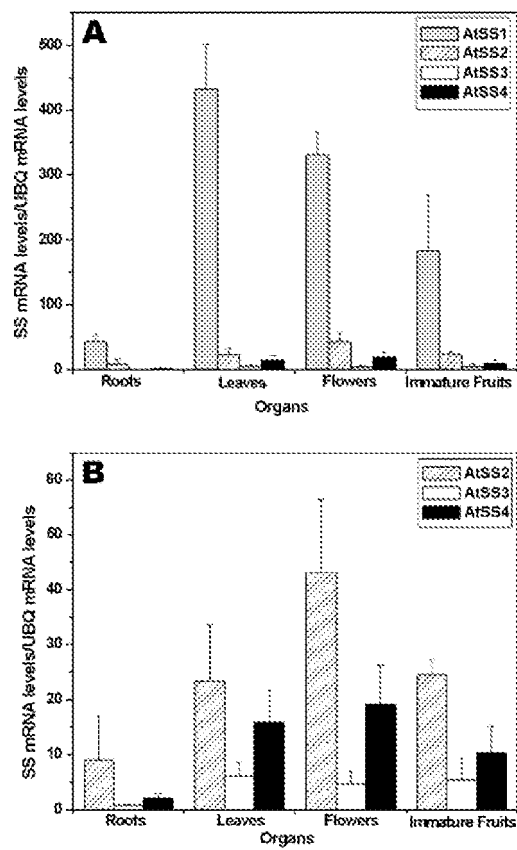 A
AtSS1
AtSS2
AtSS3
AtSS4
SS mRNA levels/UBQ mRNA levels
500
400
300
200
100
0
Roots Leaves Flowers Immature Fruits
Organs
B
AtSS2
AtSS3
AtSS4
SS mRNA levels/UBQ mRNA levels
60
50
40
30
20
10
0
Roots Leaves Flowers Immature Fruits
Organs